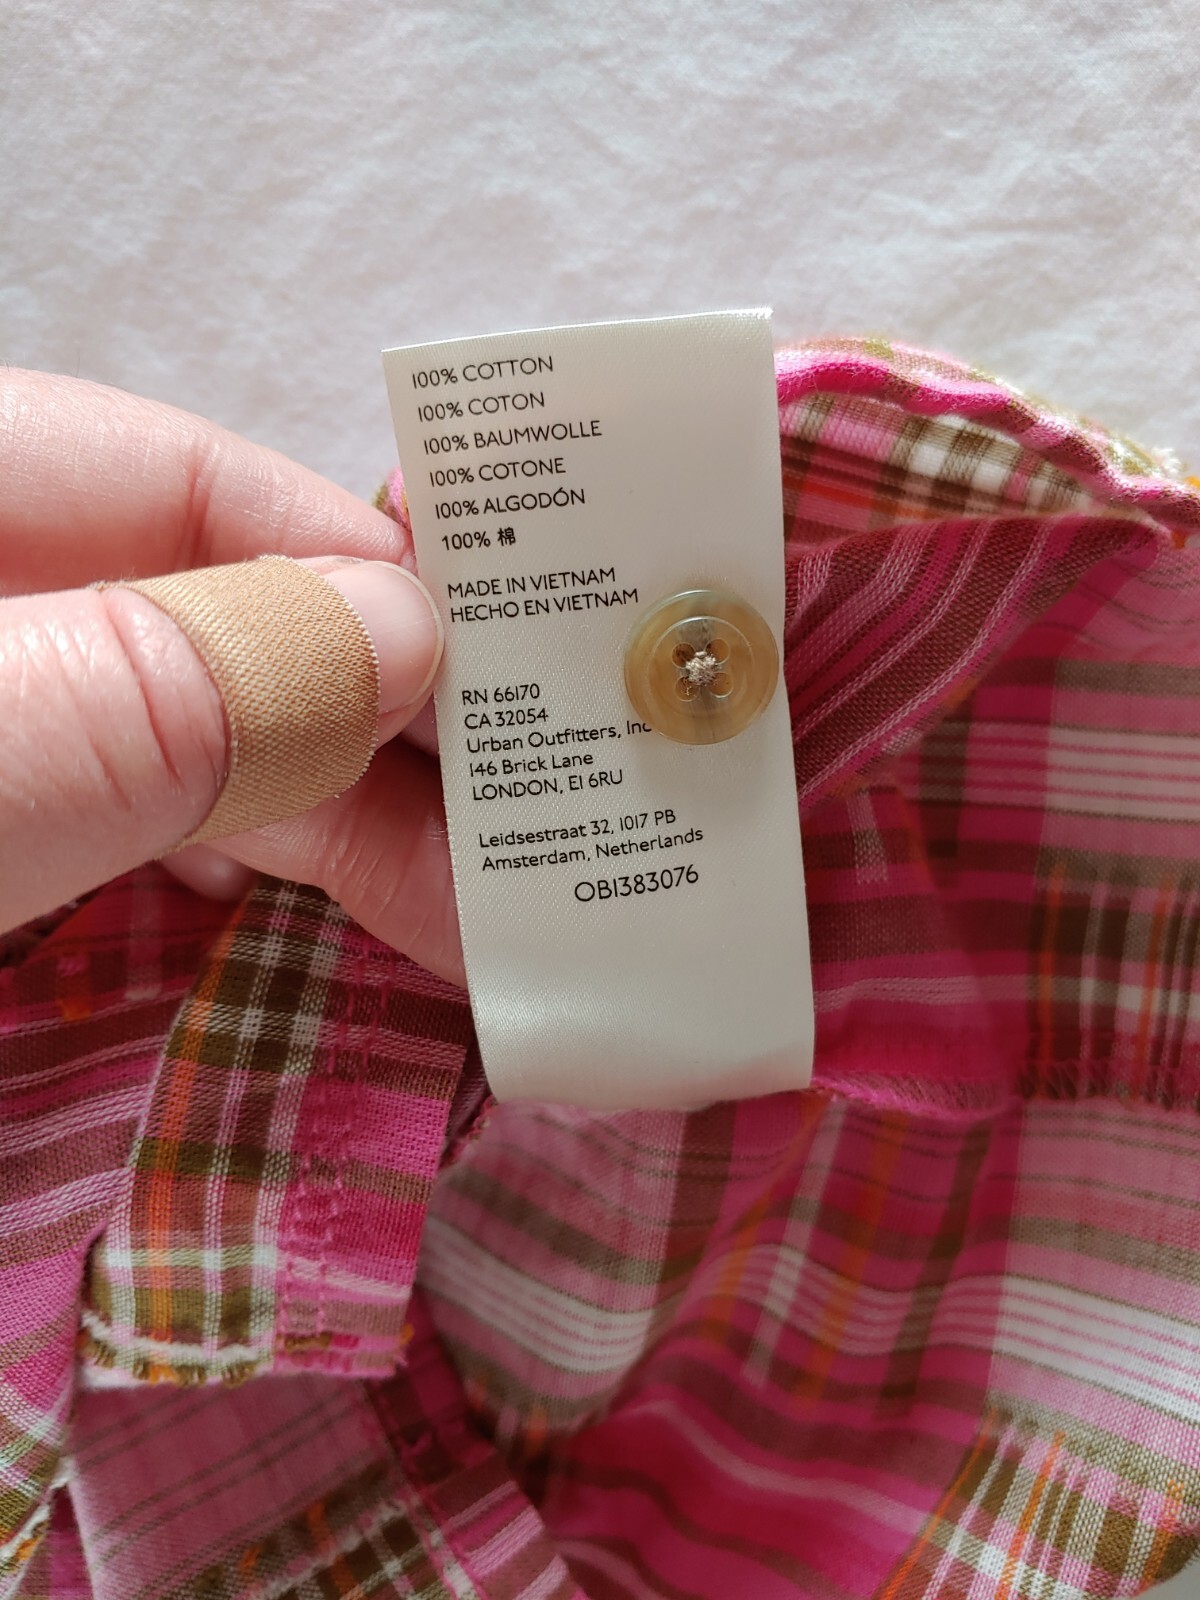 100% COTTON
100% COTON
100% BAUMWOLLE
100% COTONE
100% ALGODÓN
100% 棉
MADE IN VIETNAM
HECHO EN VIETNAM
RN 66170
CA 32054
Urban Outfitters, Inc
146 Brick Lane
LONDON, E1 6RU
Leidsestraat 32, 1017 PB
Amsterdam, Netherlands
OB1383076